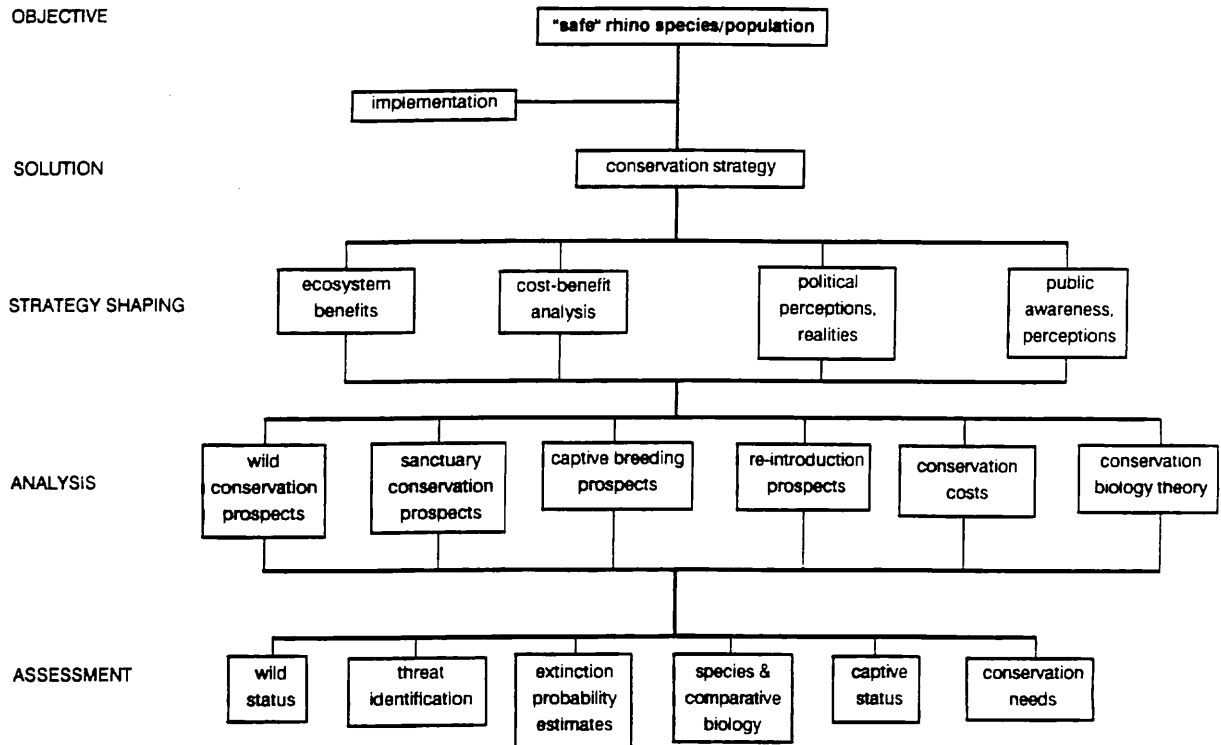 OBJECTIVE
"safe" rhino species/population
implementation
SOLUTION
conservation strategy
STRATEGY SHAPING
ecosystem
benefits
cost-benefit
analysis
political
perceptions,
realities
public
awareness,
perceptions
ANALYSIS
wild
conservation
prospects
sanctuary
conservation
prospects
captive breeding
prospects
re-introduction
prospects
conservation
costs
conservation
biology theory
ASSESSMENT
wild
status
threat
identification
extinction
probability
estimates
species &
comparative
biology
captive
status
conservation
needs